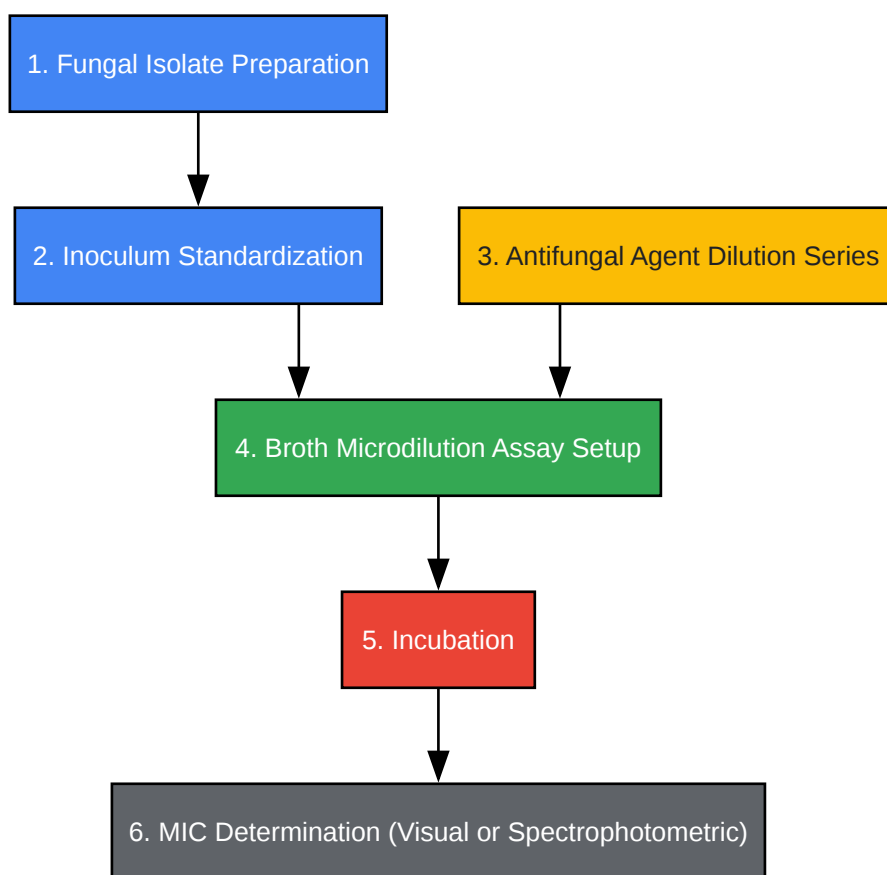 1. Fungal Isolate Preparation
2. Inoculum Standardization
3. Antifungal Agent Dilution Series
4. Broth Microdilution Assay Setup
5. Incubation
6. MIC Determination (Visual or Spectrophotometric)